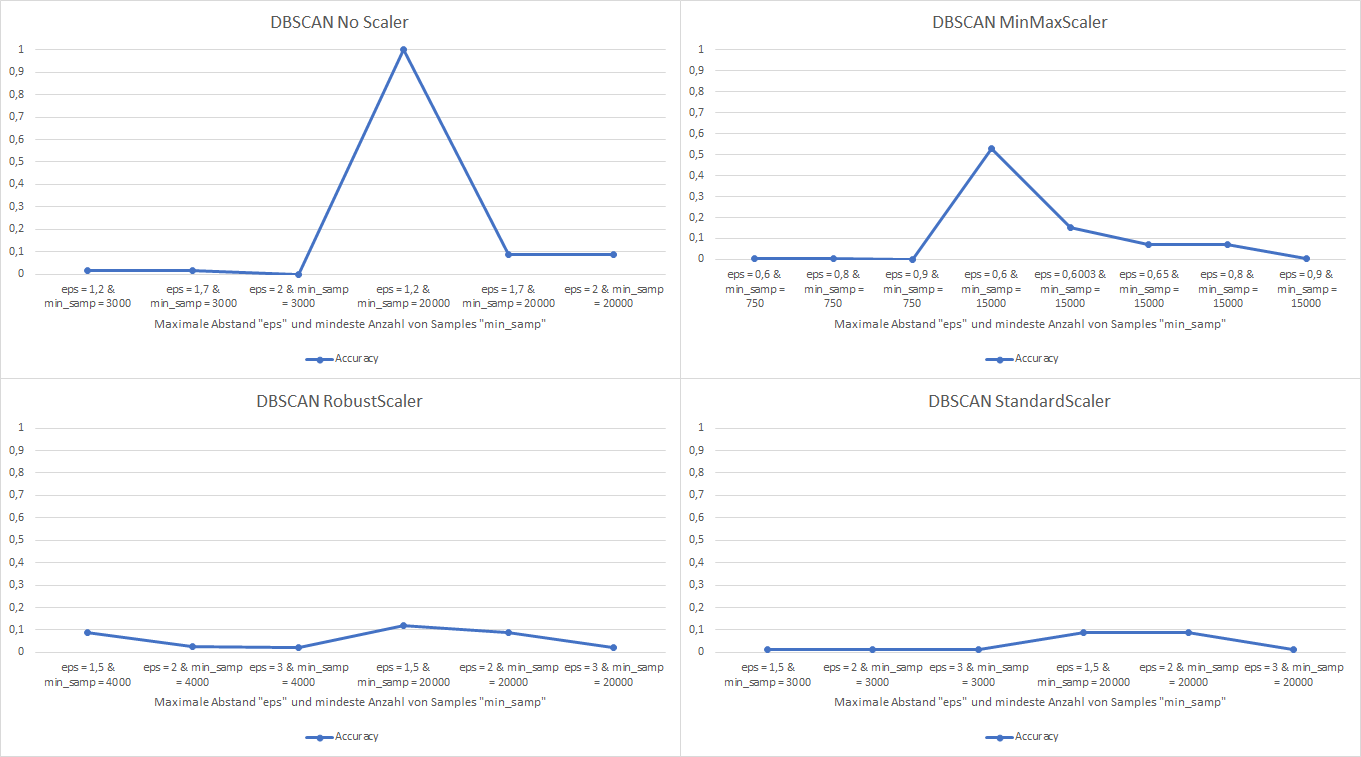 DBSCAN No Scaler
1
0,9
0,8
0,7
0,6
0,5
0,4
0,3
0,2
0,1
0
eps = 1,2 & min_samp = 3000
eps = 1,7 & min_samp = 3000
eps = 2 & min_samp = 3000
eps = 1,2 & min_samp = 20000
eps = 1,7 & min_samp = 20000
eps = 2 & min_samp = 20000
Maximale Abstand "eps" und mindeste Anzahl von Samples "min_samp"
Accuracy
DBSCAN MinMaxScaler
1
0,9
0,8
0,7
0,6
0,5
0,4
0,3
0,2
0,1
0
eps = 0,6 & min_samp = 750
eps = 0,8 & min_samp = 750
eps = 0,9 & min_samp = 750
eps = 0,6 & min_samp = 15000
eps = 0,6003 & min_samp = 15000
eps = 0,65 & min_samp = 15000
eps = 0,8 & min_samp = 15000
eps = 0,9 & min_samp = 15000
Maximale Abstand "eps" und mindeste Anzahl von Samples "min_samp"
Accuracy
DBSCAN RobustScaler
1
0,9
0,8
0,7
0,6
0,5
0,4
0,3
0,2
0,1
0
eps = 1,5 & min_samp = 4000
eps = 2 & min_samp = 4000
eps = 3 & min_samp = 4000
eps = 1,5 & min_samp = 20000
eps = 2 & min_samp = 20000
eps = 3 & min_samp = 20000
Maximale Abstand "eps" und mindeste Anzahl von Samples "min_samp"
Accuracy
DBSCAN StandardScaler
1
0,9
0,8
0,7
0,6
0,5
0,4
0,3
0,2
0,1
0
eps = 1,5 & min_samp = 3000
eps = 2 & min_samp = 3000
eps = 3 & min_samp = 3000
eps = 1,5 & min_samp = 20000
eps = 2 & min_samp = 20000
eps = 3 & min_samp = 20000
Maximale Abstand "eps" und mindeste Anzahl von Samples "min_samp"
Accuracy